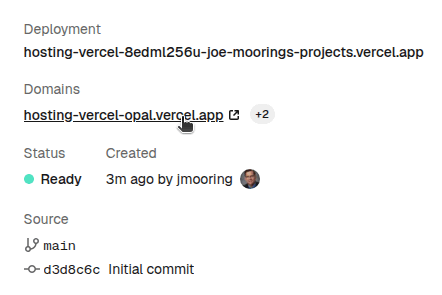 Deployment
hosting-vercel-8edml256u-joe-moorings-projects.vercel.app
Domains
hosting-vercel-opal.vercel.app +2
Status Created
Ready 3m ago by jmooring
Source
main
d3d8c6c Initial commit